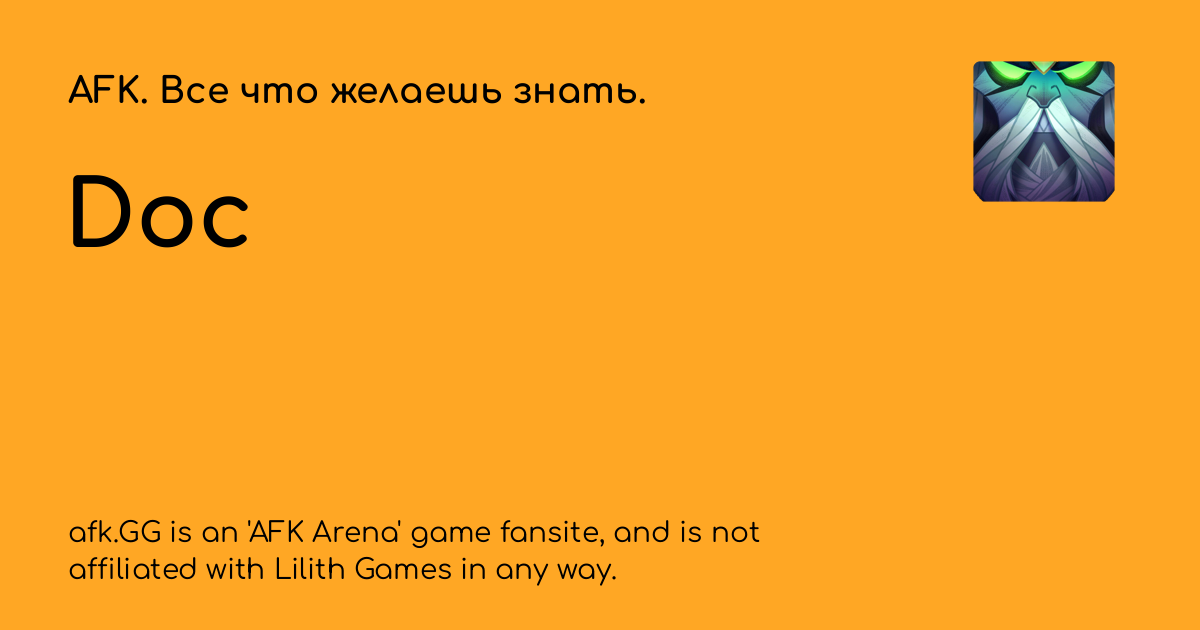 AFK. Все что желаешь знать.
Doc
afk.GG is an 'AFK Arena' game fansite, and is not
affiliated with Lilith Games in any way.